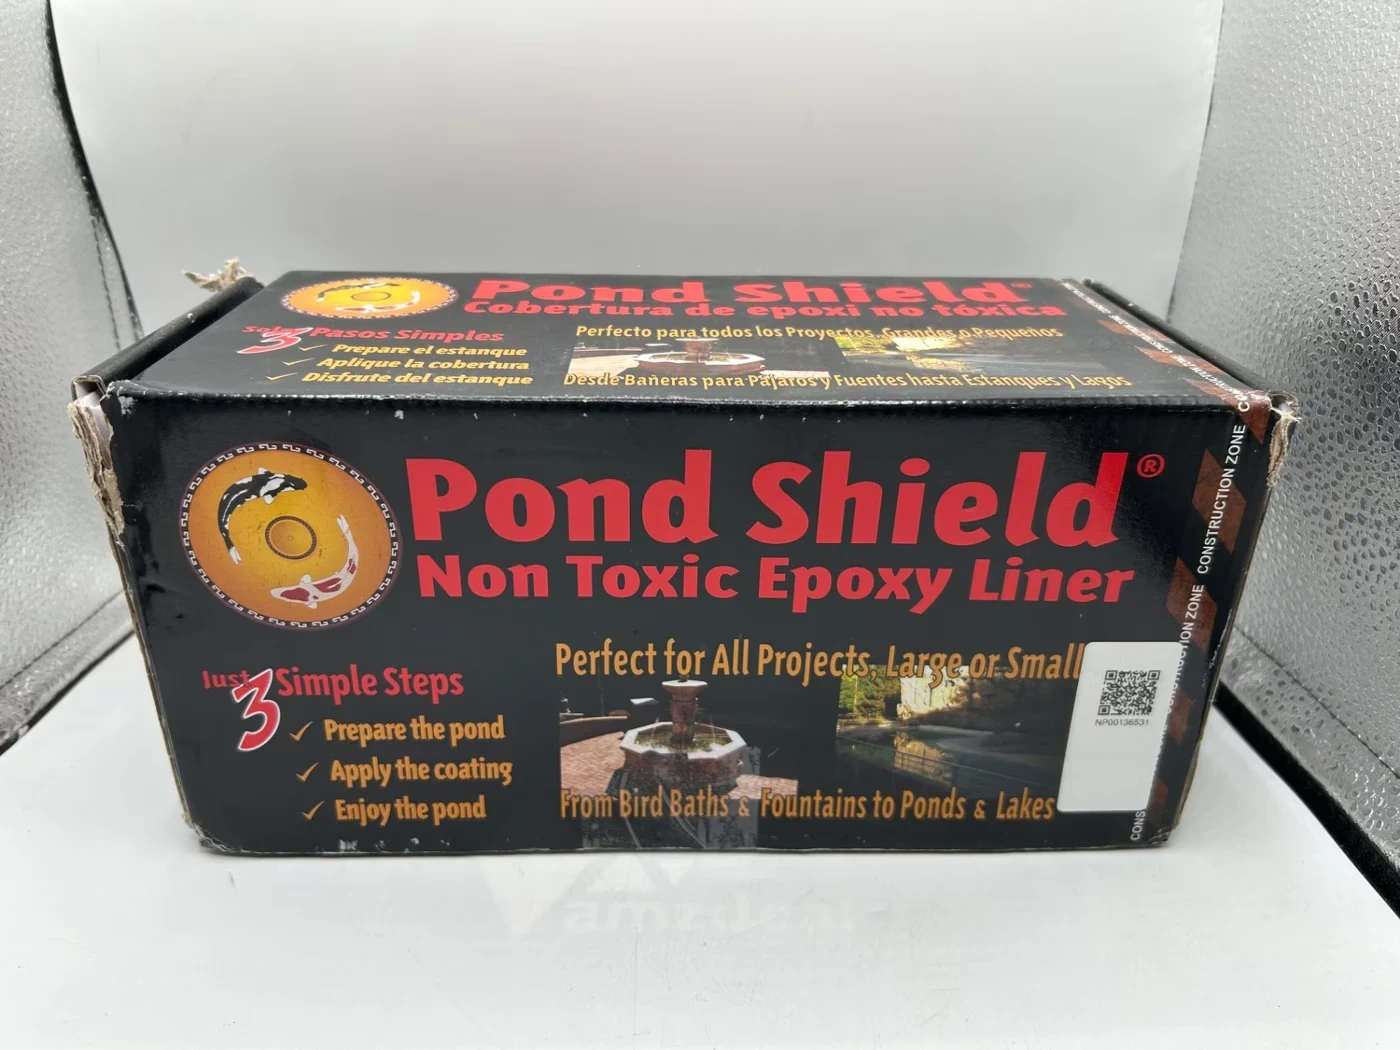 Pond Shield®
Cobertura de epoxi no tóxica
Solo 3 Pasos Simples
✓ Prepare el estanque
✓ Aplique la cobertura
✓ Disfrute del estanque
Perfecto para todos los Proyectos, Grandes o Pequeños
Desde Bañeras para Pájaros y Fuentes hasta Estanques y Lagos
Pond Shield®
Non Toxic Epoxy Liner
Just 3 Simple Steps
✓ Prepare the pond
✓ Apply the coating
✓ Enjoy the pond
Perfect for All Projects, Large or Small
From Bird Baths & Fountains to Ponds & Lakes
NP00136531
CONSTRUCTION ZONE CONSTRUCTION ZONE